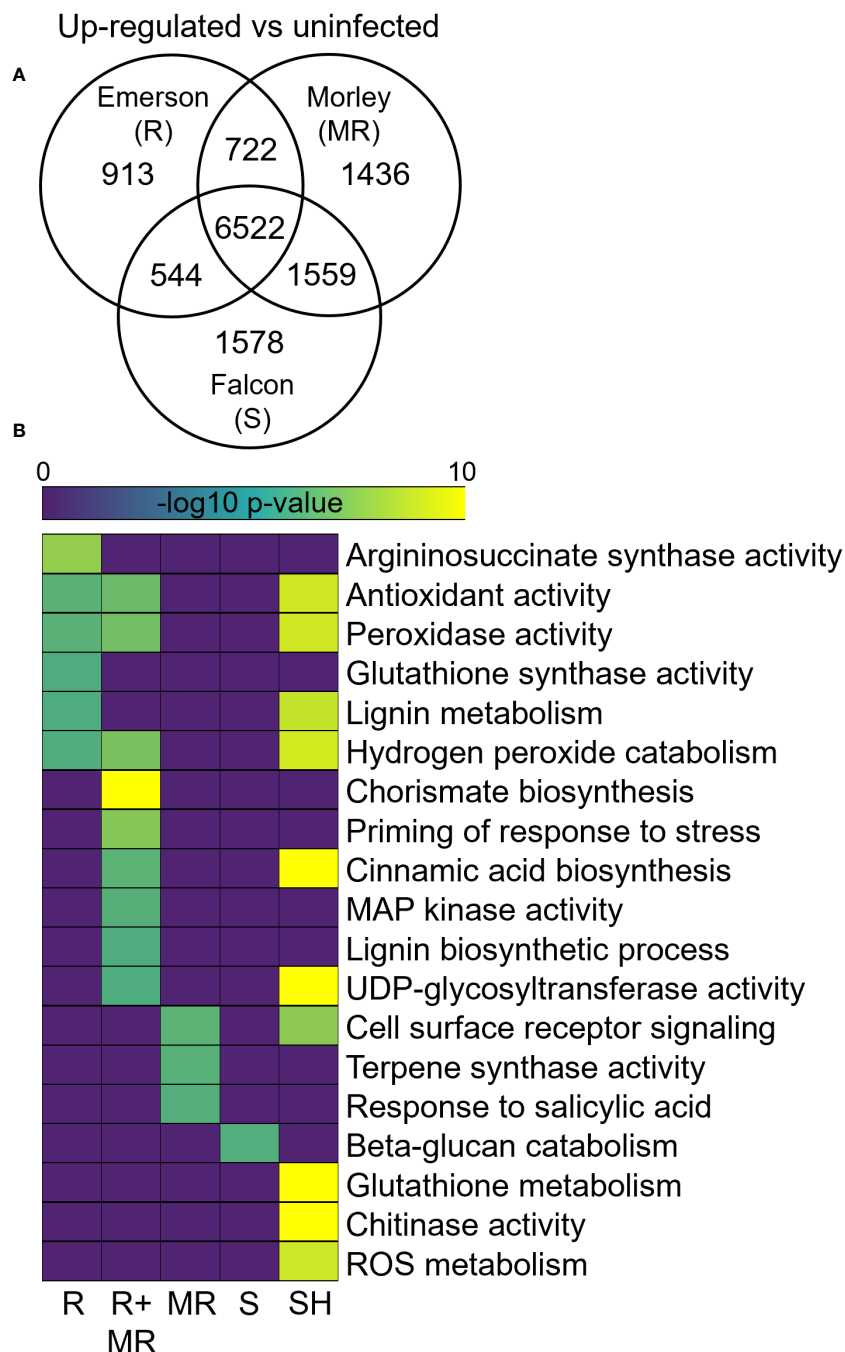 Up-regulated vs uninfected
A
Emerson
(R)
913
722
Morley
(MR)
1436
6522
544
1559
1578
Falcon
(S)
B
0
10
-log10 p-value
Argininosuccinate synthase activity
Antioxidant activity
Peroxidase activity
Glutathione synthase activity
Lignin metabolism
Hydrogen peroxide catabolism
Chorismate biosynthesis
Priming of response to stress
Cinnamic acid biosynthesis
MAP kinase activity
Lignin biosynthetic process
UDP-glycosyltransferase activity
Cell surface receptor signaling
Terpene synthase activity
Response to salicylic acid
Beta-glucan catabolism
Glutathione metabolism
Chitinase activity
ROS metabolism
R R+ MR S SH
MR